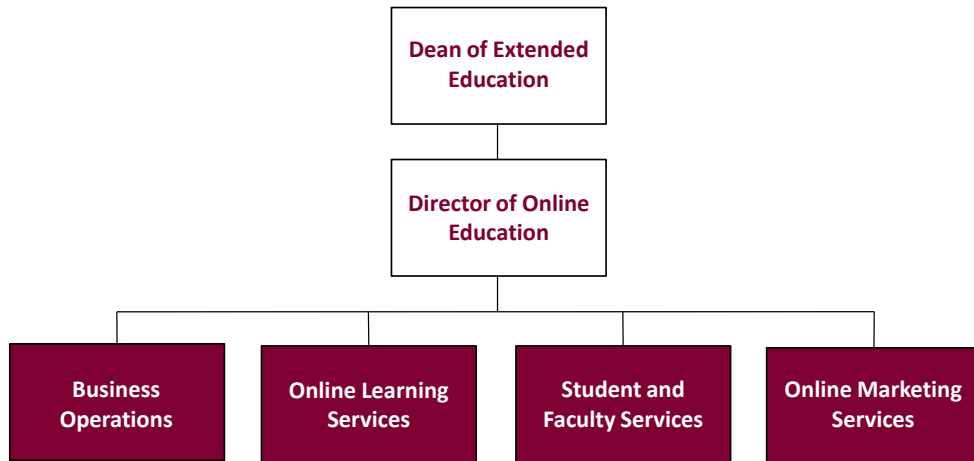 Dean of Extended
Education
Director of Online
Education
Business
Operations
Online Learning
Services
Student and
Faculty Services
Online Marketing
Services